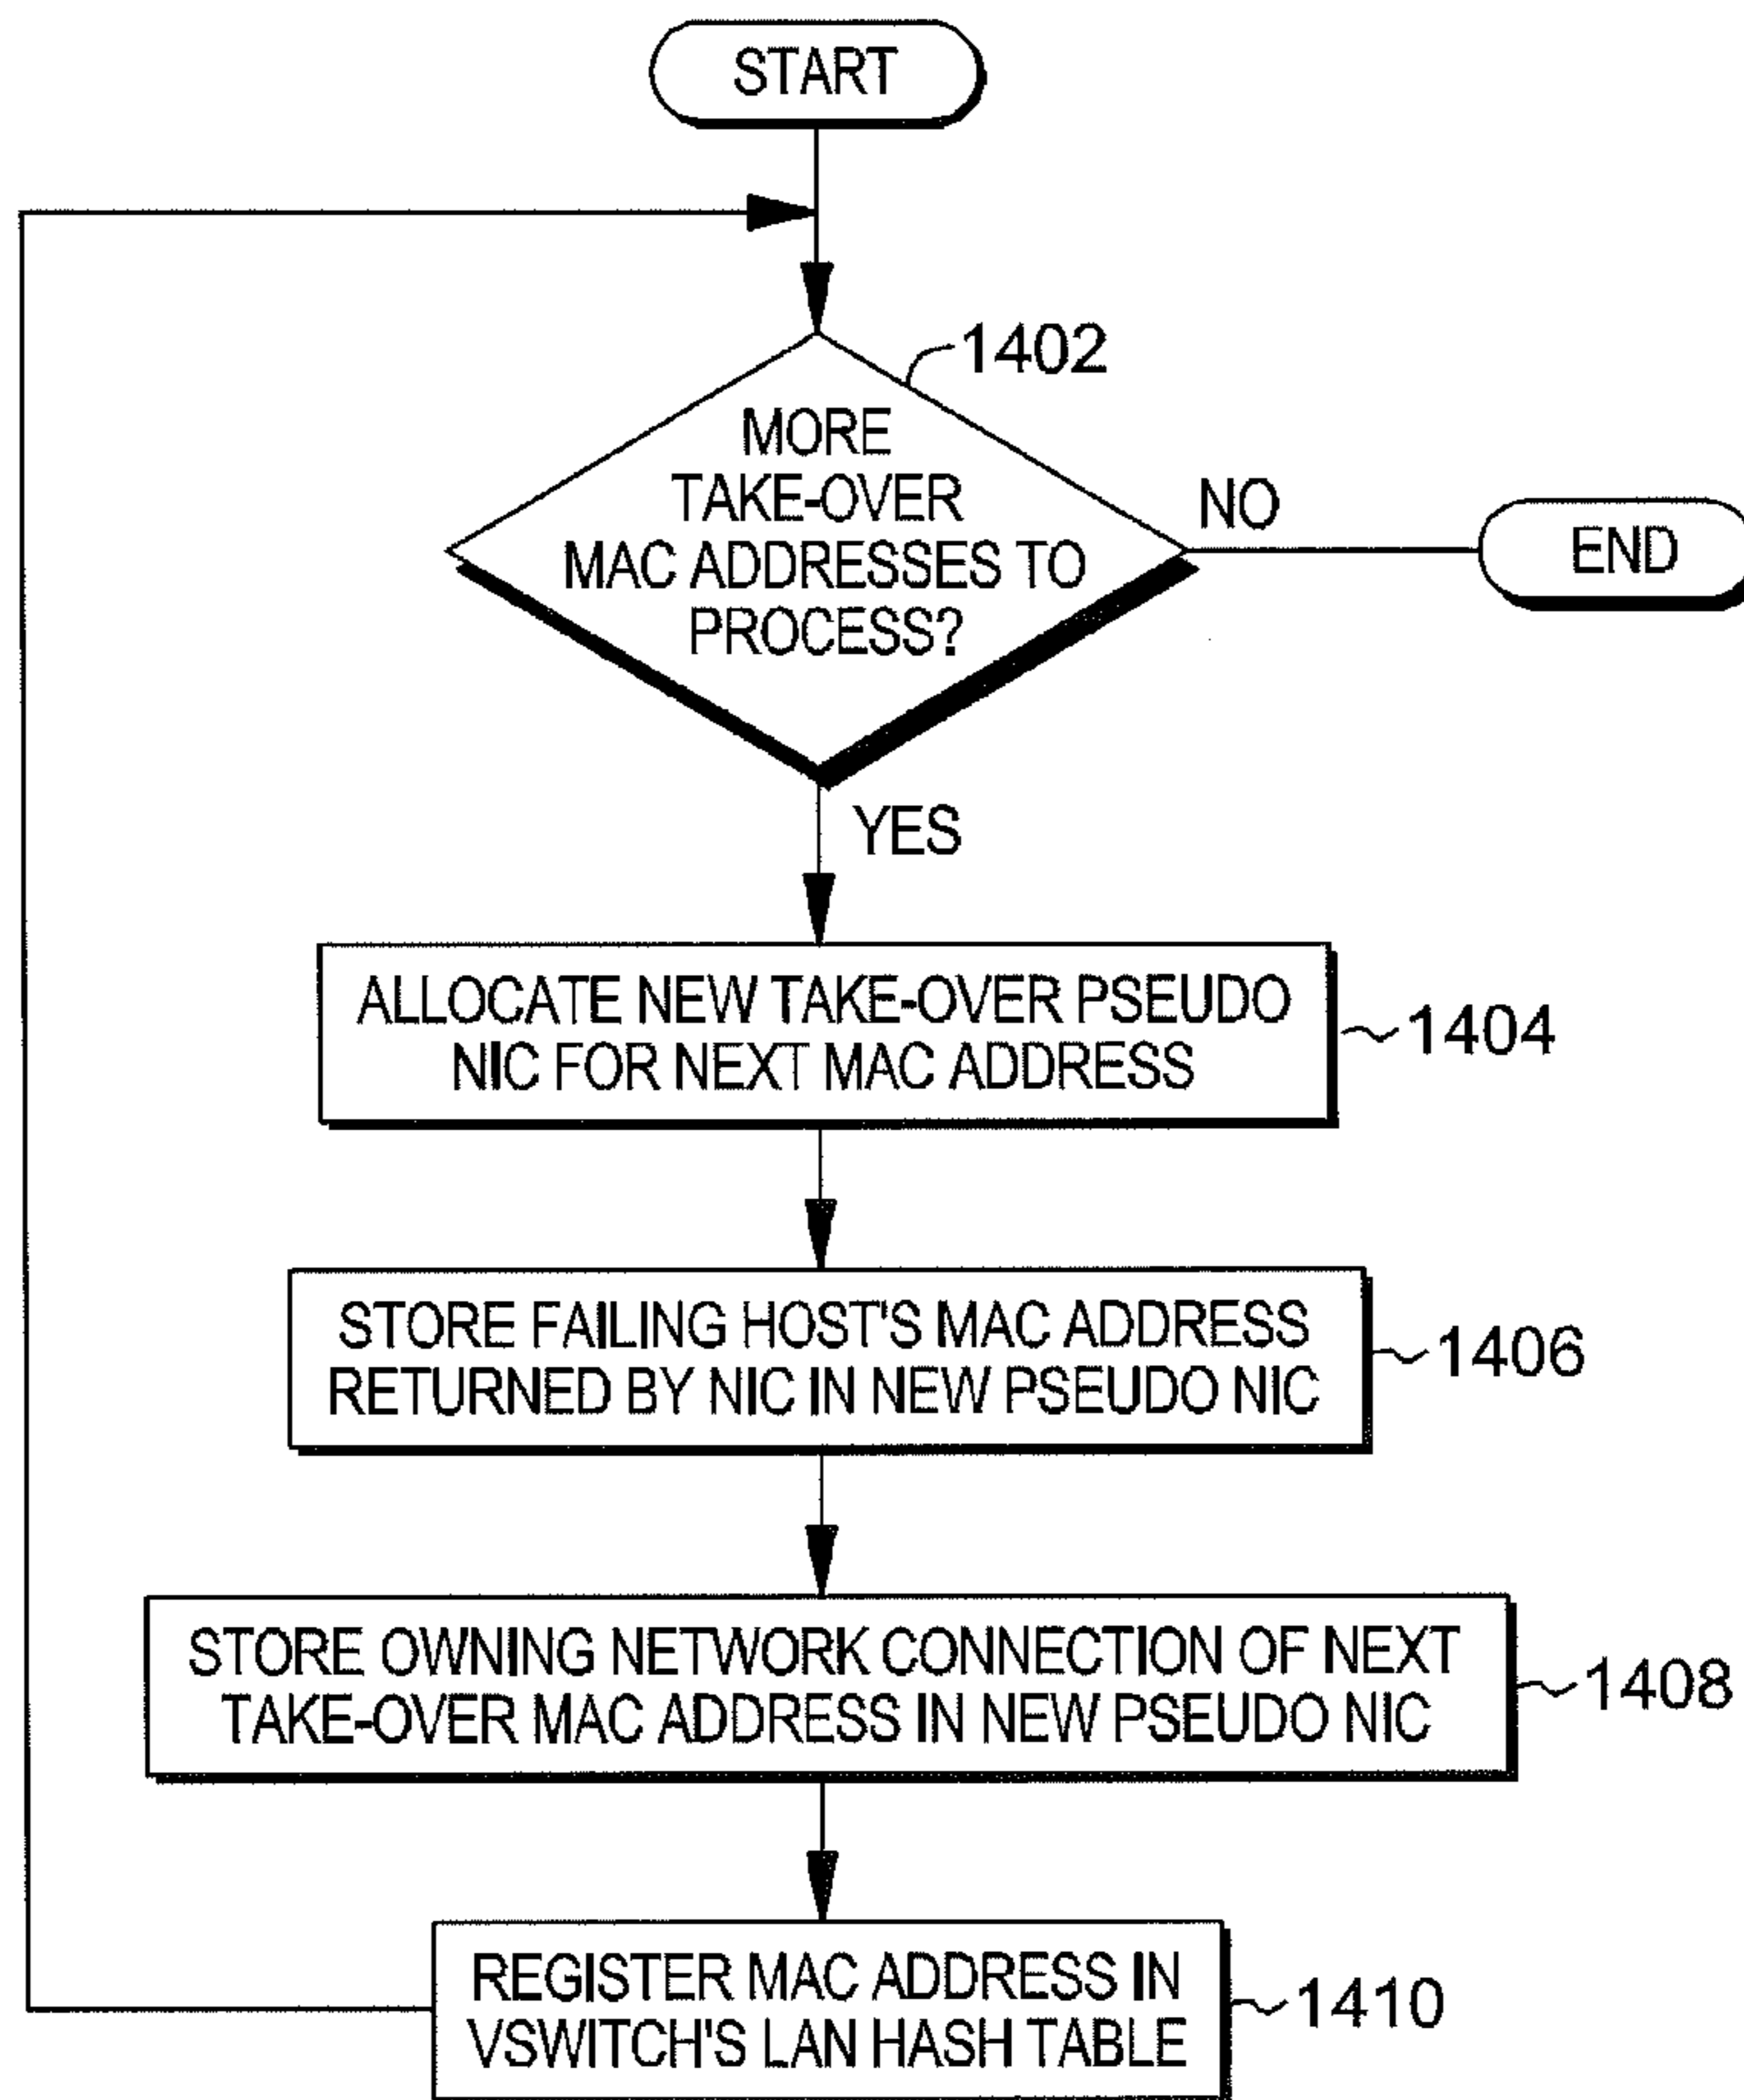 START
1402
MORE
TAKE-OVER
MAC ADDRESSES TO
PROCESS?
NO
END
YES
ALLOCATE NEW TAKE-OVER PSEUDO
NIC FOR NEXT MAC ADDRESS
1404
STORE FAILING HOST'S MAC ADDRESS
RETURNED BY NIC IN NEW PSEUDO NIC
1406
STORE OWNING NETWORK CONNECTION OF NEXT
TAKE-OVER MAC ADDRESS IN NEW PSEUDO NIC
1408
REGISTER MAC ADDRESS IN
VSWITCH'S LAN HASH TABLE
1410